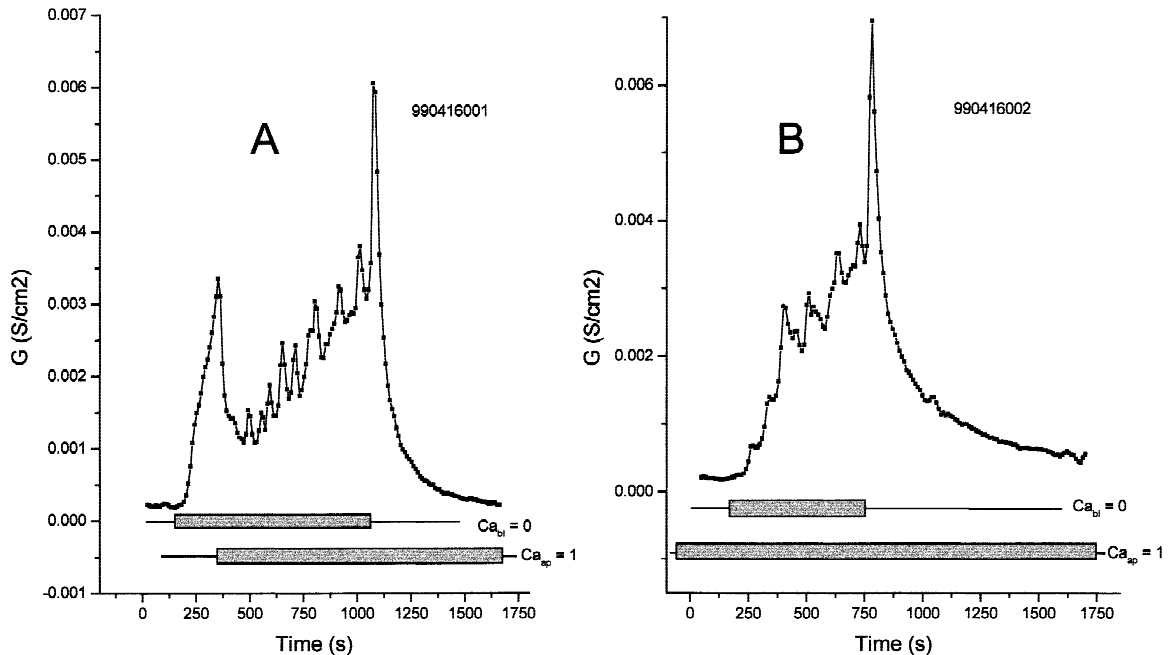 A
990416001
G (S/cm2)
0.007
0.006
0.005
0.004
0.003
0.002
0.001
0.000
-0.001
Ca_bl = 0
Ca_ap = 1
0 250 500 750 1000 1250 1500 1750
Time (s)
B
990416002
G (S/cm2)
0.006
0.004
0.002
0.000
Ca_bl = 0
Ca_ap = 1
0 250 500 750 1000 1250 1500 1750
Time (s)